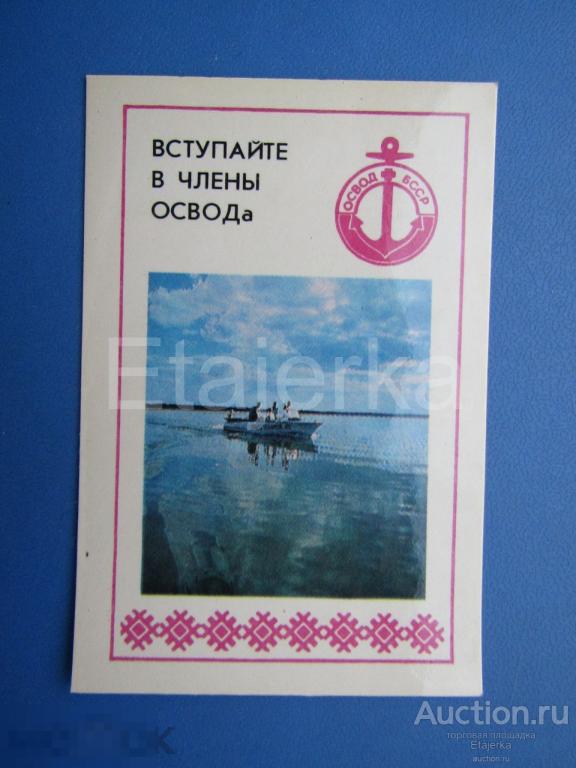 ВСТУПАЙТЕ
В ЧЛЕНЫ
ОСВОДа
ОСВОД БССР
Etajerka
Auction.ru
торговая площадка
Etajerka
auction.ru